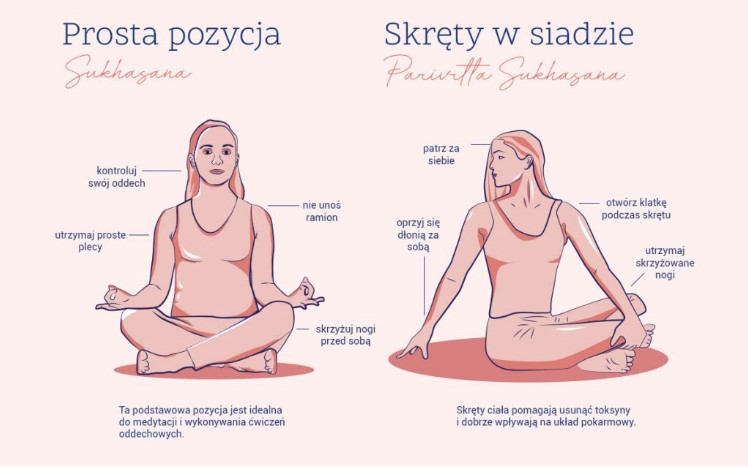 Prosta pozycja
Sukhasana
kontroluj
swój oddech
nie unoś
ramion
utrzymaj proste
plecy
skrzyżuj nogi
przed sobą
Ta podstawowa pozycja jest idealna
do medytacji i wykonywania ćwiczeń
oddechowych.
Skręty w siadzie
Parivrtta Sukhasana
patrz za
siebie
otwórz klatkę
podczas skrętu
oprzyj się
dłonią za
sobą
utrzymaj
skrzyżowane
nogi
Skręty ciała pomagają usunąć toksyny
i dobrze wpływają na układ pokarmowy.